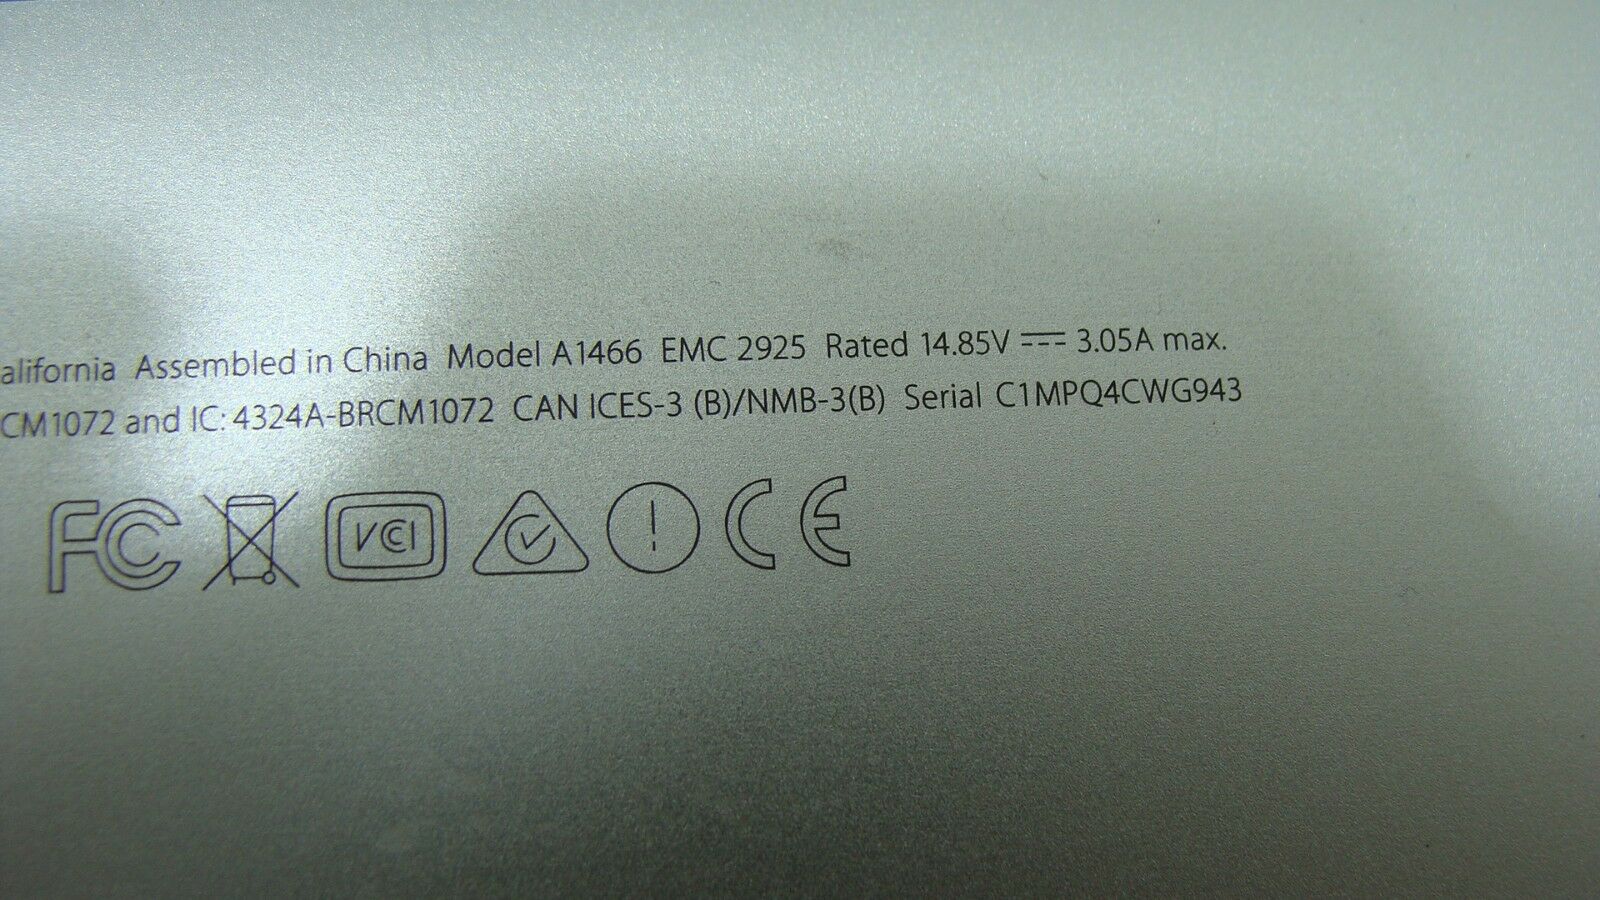 alifornia Assembled in China Model A1466 EMC 2925 Rated 14.85V ⎓ 3.05A max.
CM1072 and IC: 4324A-BRCM1072 CAN ICES-3 (B)/NMB-3(B) Serial C1MPQ4CWG943
FC VCI ! CE